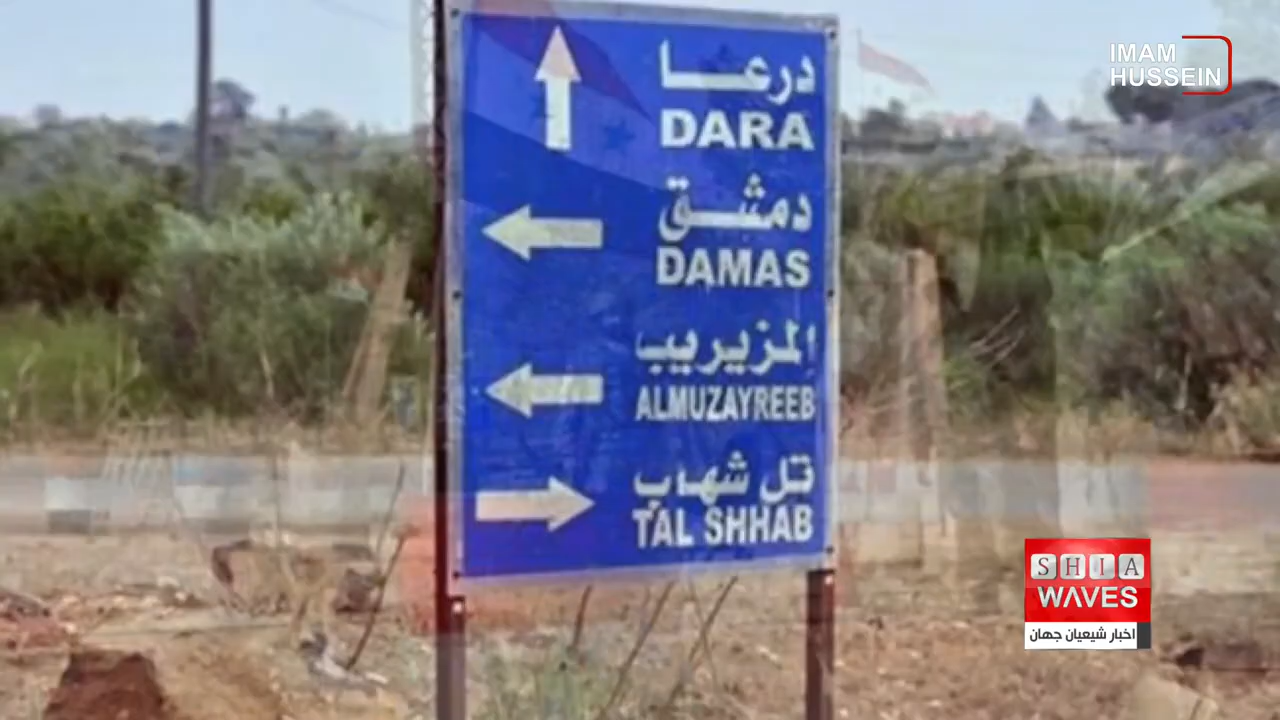 درعا
DARA
دمشق
DAMAS
المزيريب
ALMUZAYREEB
تل شهاب
TAL SHHAB
IMAM
HUSSEIN
SHIA
WAVES
اخبار شیعیان جهان